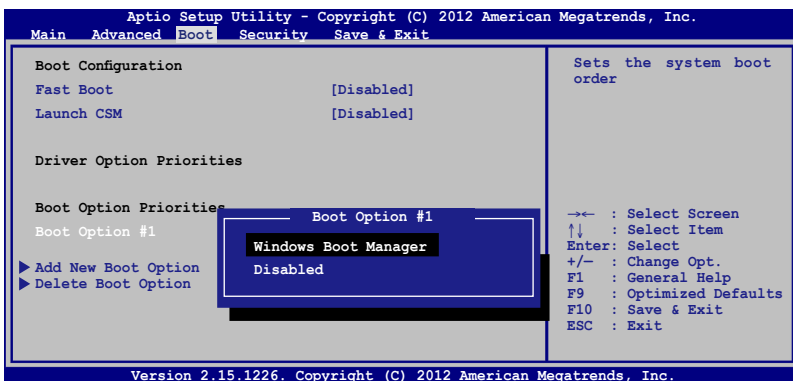 Aptio Setup Utility - Copyright (C) 2012 American Megatrends, Inc.
Main Advanced Boot Security Save & Exit
Boot Configuration
Fast Boot [Disabled]
Launch CSM [Disabled]
Driver Option Priorities
Boot Option Priorities
Boot Option #1
Add New Boot Option
Delete Boot Option
Boot Option #1
Windows Boot Manager
Disabled
Sets the system boot
order
→← : Select Screen
↑↓ : Select Item
Enter: Select
+/— : Change Opt.
F1 : General Help
F9 : Optimized Defaults
F10 : Save & Exit
ESC : Exit
Version 2.15.1226. Copyright (C) 2012 American Megatrends, Inc.